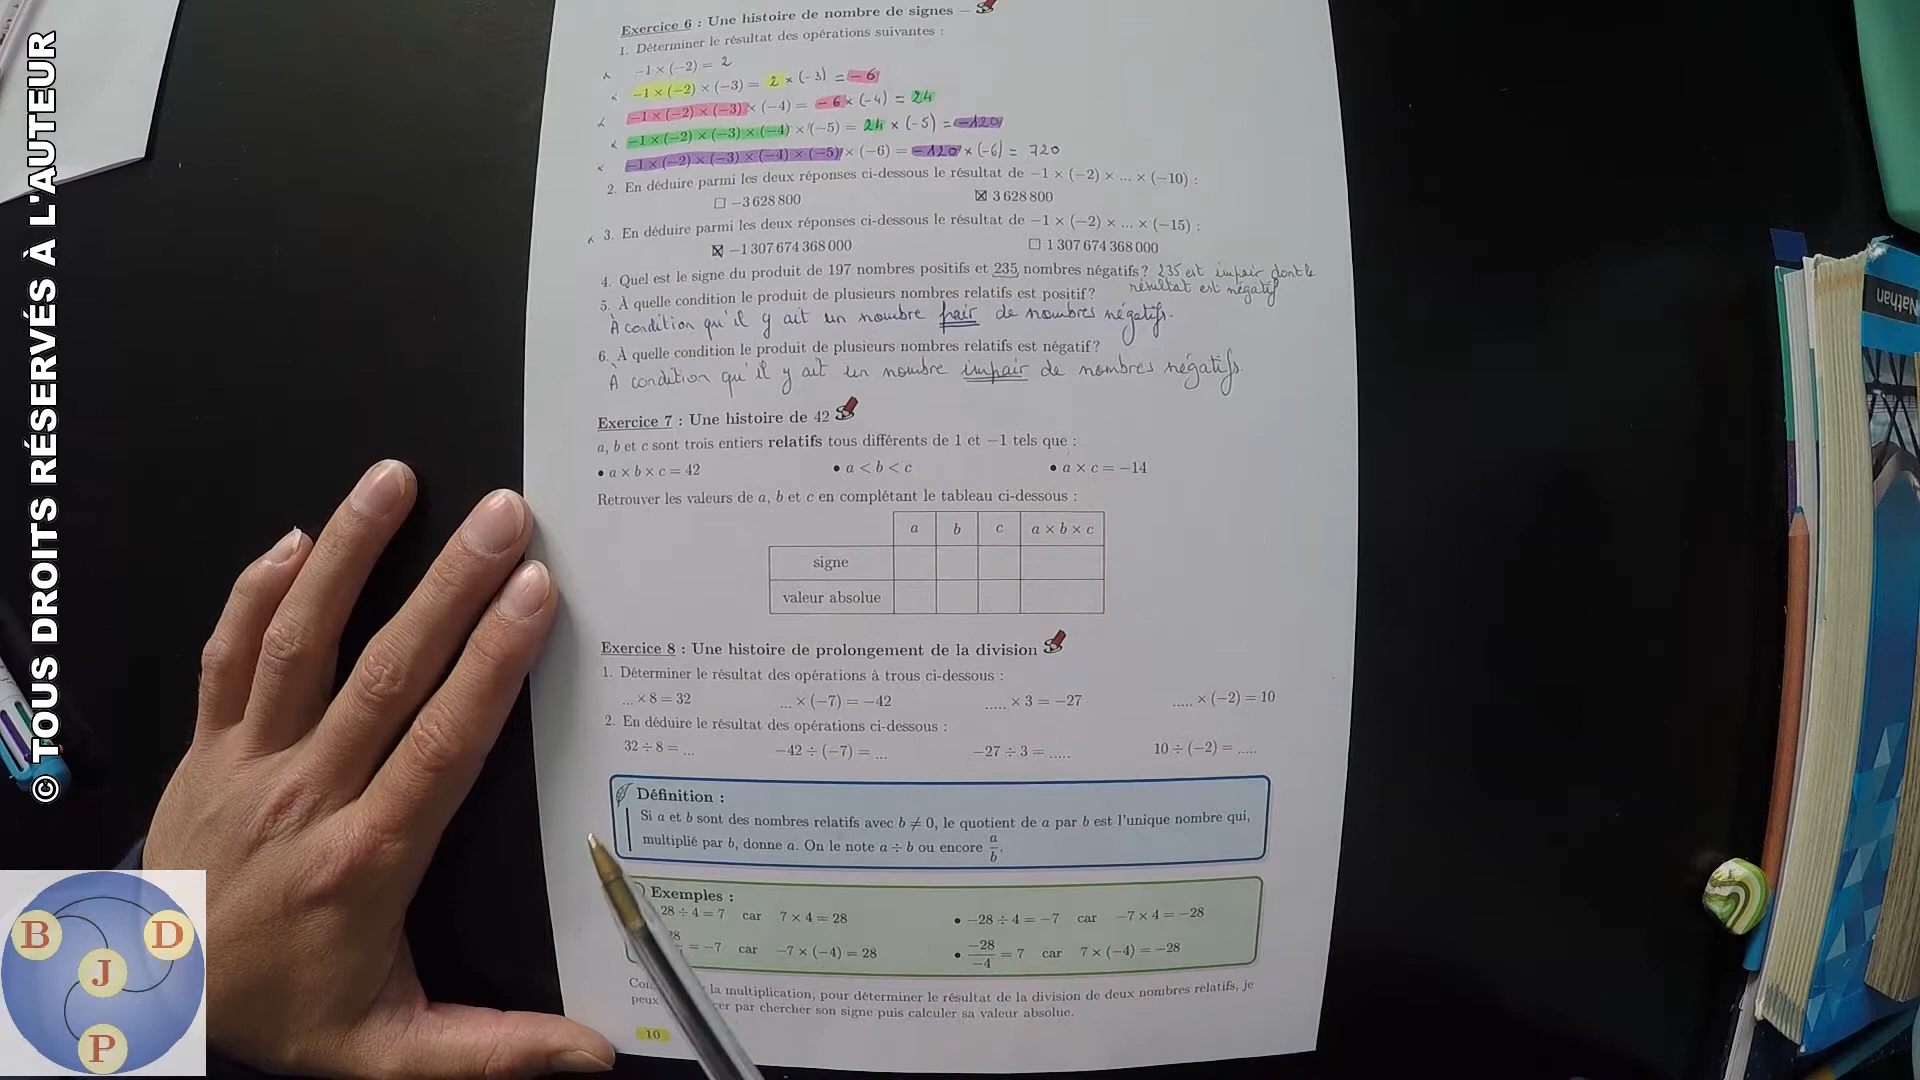 © TOUS DROITS RÉSERVÉS À L'AUTEUR
Exercice 6 : Une histoire de nombre de signes −
1. Déterminer le résultat des opérations suivantes :
−1 × (−2) = 2
−1 × (−2) × (−3) = 2 × (−3) = −6
−1 × (−2) × (−3) × (−4) = −6 × (−4) = 24
−1 × (−2) × (−3) × (−4) × (−5) = 24 × (−5) = −120
−1 × (−2) × (−3) × (−4) × (−5) × (−6) = −120 × (−6) = 720
2. En déduire parmi les deux réponses ci-dessous le résultat de −1 × (−2) × ... × (−10) :
☐ −3 628 800 ☒ 3 628 800
3. En déduire parmi les deux réponses ci-dessous le résultat de −1 × (−2) × ... × (−15) :
☒ −1 307 674 368 000 ☐ 1 307 674 368 000
4. Quel est le signe du produit de 197 nombres positifs et 235 nombres négatifs ? 235 est impair dont le
résultat est négatif
5. À quelle condition le produit de plusieurs nombres relatifs est positif ?
À condition qu'il y ait un nombre pair de nombres négatifs.
6. À quelle condition le produit de plusieurs nombres relatifs est négatif ?
À condition qu'il y ait un nombre impair de nombres négatifs.
Exercice 7 : Une histoire de 42
a, b et c sont trois entiers relatifs tous différents de 1 et −1 tels que :
• a × b × c = 42 • a < b < c • a × c = −14
Retrouver les valeurs de a, b et c en complétant le tableau ci-dessous :
a b c a × b × c
signe
valeur absolue
Exercice 8 : Une histoire de prolongement de la division
1. Déterminer le résultat des opérations à trous ci-dessous :
... × 8 = 32 ... × (−7) = −42 ..... × 3 = −27 ..... × (−2) = 10
2. En déduire le résultat des opérations ci-dessous :
32 ÷ 8 = ... −42 ÷ (−7) = ... −27 ÷ 3 = ..... 10 ÷ (−2) = .....
Définition :
Si a et b sont des nombres relatifs avec b ≠ 0, le quotient de a par b est l'unique nombre qui,
multiplié par b, donne a. On le note a ÷ b ou encore a/b.
Exemples :
28 ÷ 4 = 7 car 7 × 4 = 28 • −28 ÷ 4 = −7 car −7 × 4 = −28
= −7 car −7 × (−4) = 28 • −28/−4 = 7 car 7 × (−4) = −28
la multiplication, pour déterminer le résultat de la division de deux nombres relatifs, je
peux par chercher son signe puis calculer sa valeur absolue.
10
Nathan
B D
J
P